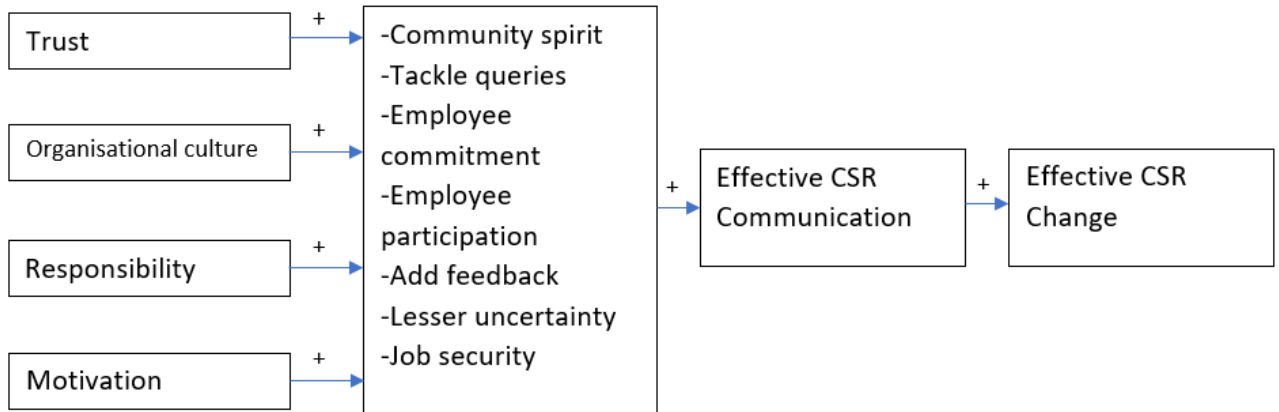 Trust
+
Organisational culture
+
Responsibility
+
Motivation
+
-Community spirit
-Tackle queries
-Employee
commitment
-Employee
participation
-Add feedback
-Lesser uncertainty
-Job security
+
Effective CSR
Communication
+
Effective CSR
Change